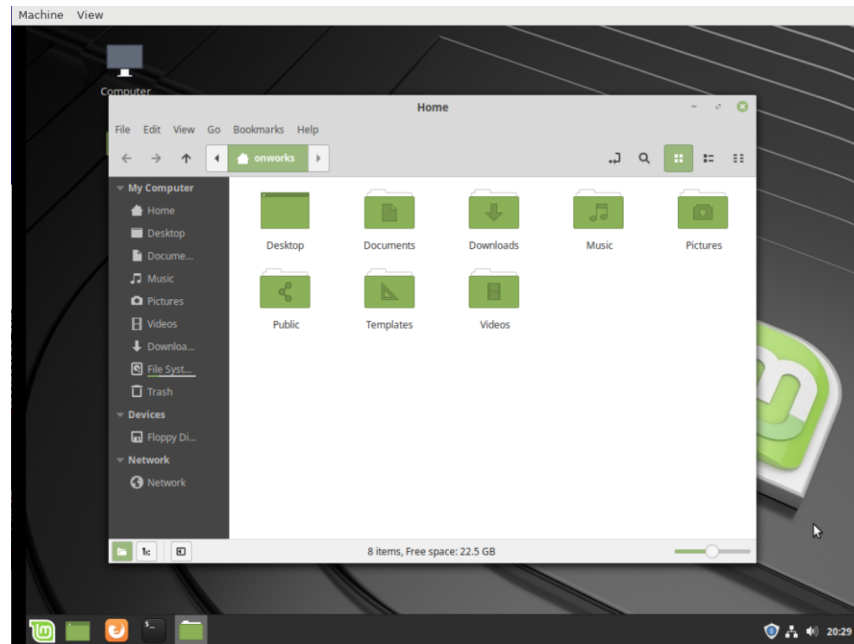 Machine View
Computer
Home
File Edit View Go Bookmarks Help
onworks
My Computer
Home
Desktop
Docume...
Music
Pictures
Videos
Downloa...
File Syst...
Trash
Devices
Floppy Di...
Network
Network
Desktop Documents Downloads Music Pictures
Public Templates Videos
8 items, Free space: 22.5 GB
20:29